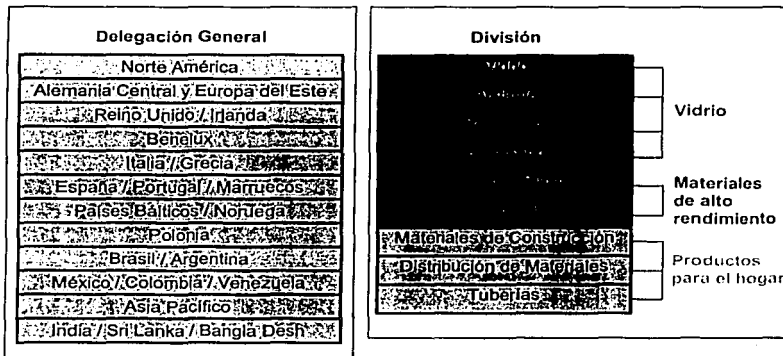 Delegación General
Norte América
Alemania Central y Europa del Este
Reino Unido / Irlanda
Benelux
Italia / Grecia
España / Portugal / Marruecos
Países Bálticos / Noruega
Polonia
Brasil / Argentina
México / Colombia / Venezuela
Asia Pacífico
India / Sri Lanka / Bangla Desh
División
Vidrio
Materiales
de alto
rendimiento
Materiales de Construcción
Distribución de Materiales
Tuberías
Productos
para el hogar